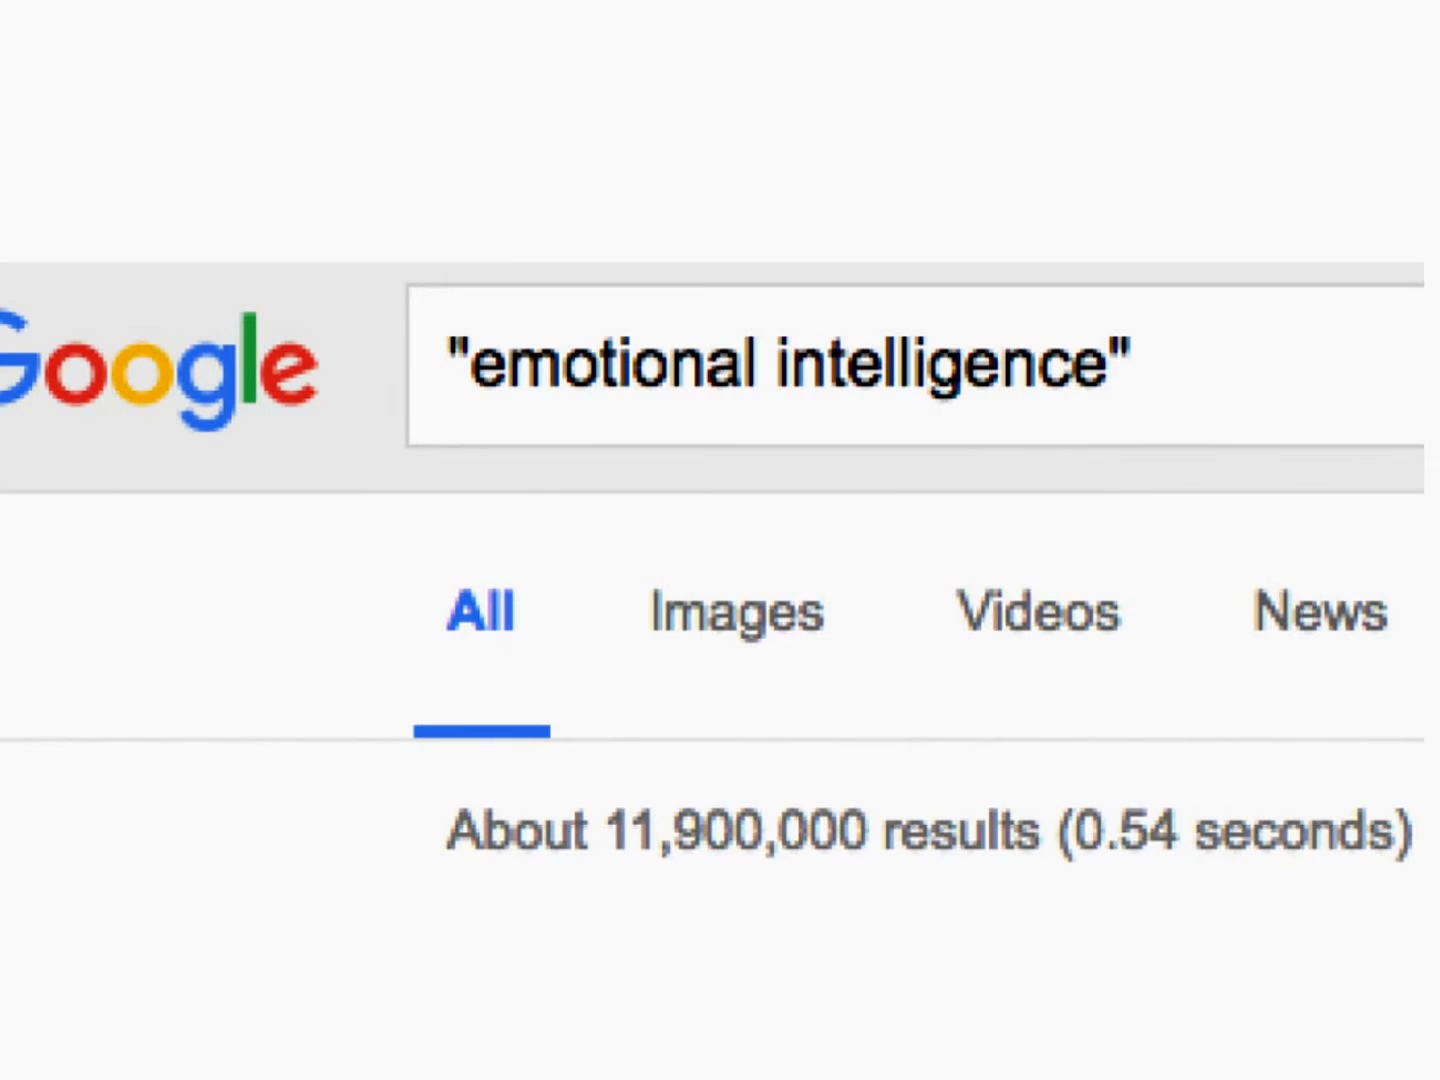 Google
"emotional intelligence"
All Images Videos News
About 11,900,000 results (0.54 seconds)